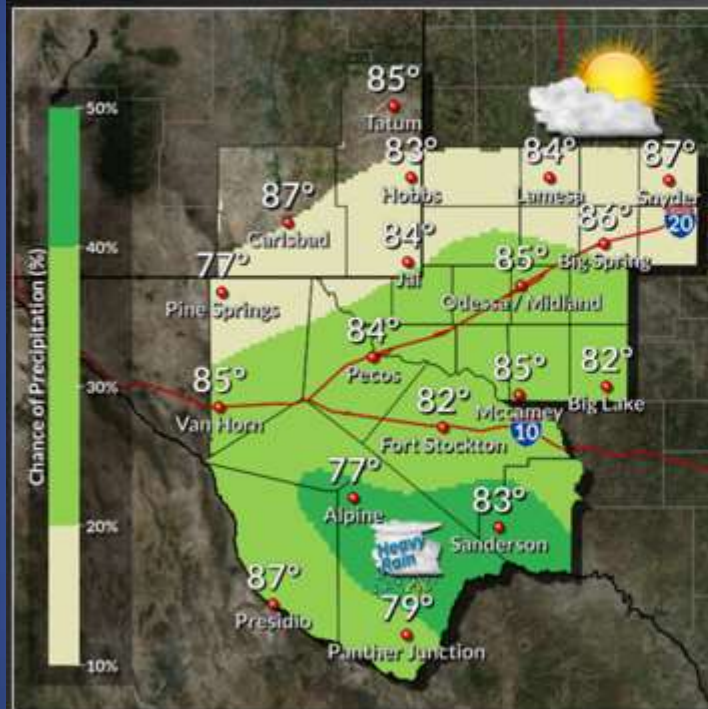 50%
40%
30%
20%
10%
Chance of Precipitation (%)
85°
Tatum
83°
Hobbs
84°
Lamesa
87°
Snyder
87°
Carlsbad
84°
Jal
86°
Big Spring
20
77°
Pine Springs
85°
Odessa / Midland
84°
Pecos
85°
Van Horn
82°
Fort Stockton
85°
Mccamey
82°
Big Lake
10
77°
Alpine
83°
Sanderson
Heavy
Rain
87°
Presidio
79°
Panther Junction